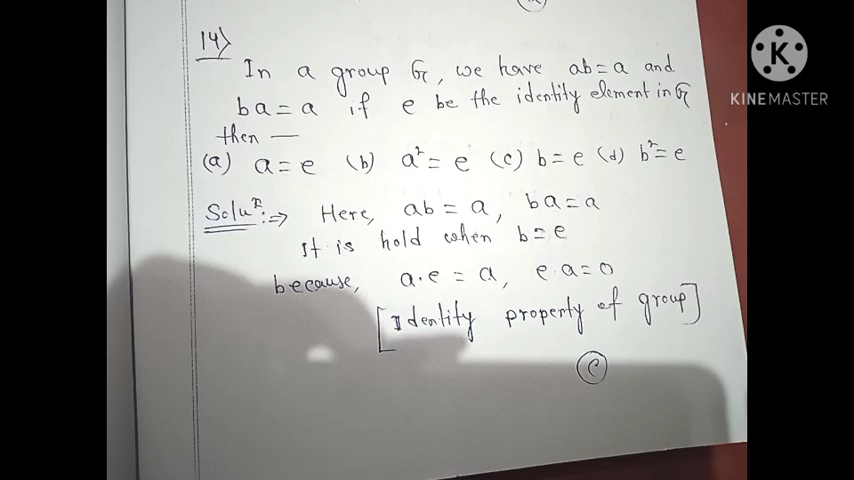 14)
In a group G, we have ab = a and
ba = a if e be the identity element in G
then —
(a) a = e (b) a² = e (c) b = e (d) b² = e
Soluⁿ :=> Here, ab = a, ba = a
It is hold when b = e
because, a.e = a, e.a = a
[Identity property of group]
(C)
K
KINEMASTER